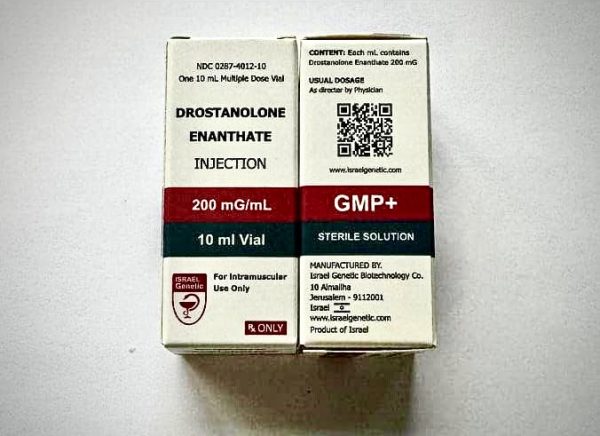 NDC 0287-4012-10
One 10 mL Multiple Dose Vial
DROSTANOLONE
ENANTHATE
INJECTION
200 mG/mL
10 ml Vial
ISRAEL
Genetic
For Intramuscular
Use Only
℞ ONLY
CONTENT: Each mL contains
Drostanolone Enanthate 200 mG
USUAL DOSAGE
As director by Physician
www.israelgenetic.com
GMP+
STERILE SOLUTION
MANUFACTURED BY.
Israel Genetic Biotechnology Co.
10 Almaliha
Jerusalem - 9112001
Israel
www.israelgenetic.com
Product of Israel